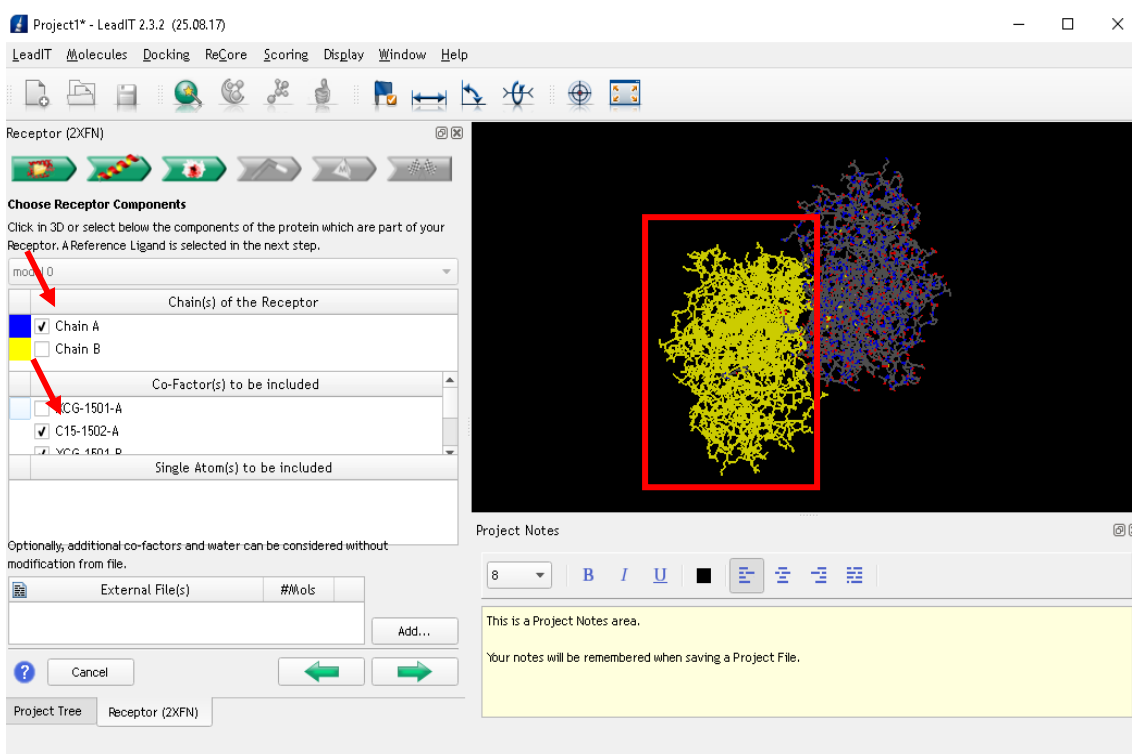 Project1* - LeadIT 2.3.2 (25.08.17)
LeadIT Molecules Docking ReCore Scoring Display Window Help
Receptor (2XFN)
Choose Receptor Components
Click in 3D or select below the components of the protein which are part of your
Receptor. A Reference Ligand is selected in the next step.
model 0
Chain(s) of the Receptor
Chain A
Chain B
Co-Factor(s) to be included
XCG-1501-A
C15-1502-A
XCG-1501-B
Single Atom(s) to be included
Optionally, additional co-factors and water can be considered without
modification from file.
External File(s) #Mols
Add...
Cancel
Project Tree Receptor (2XFN)
Project Notes
8 B I U
This is a Project Notes area.
Your notes will be remembered when saving a Project File.